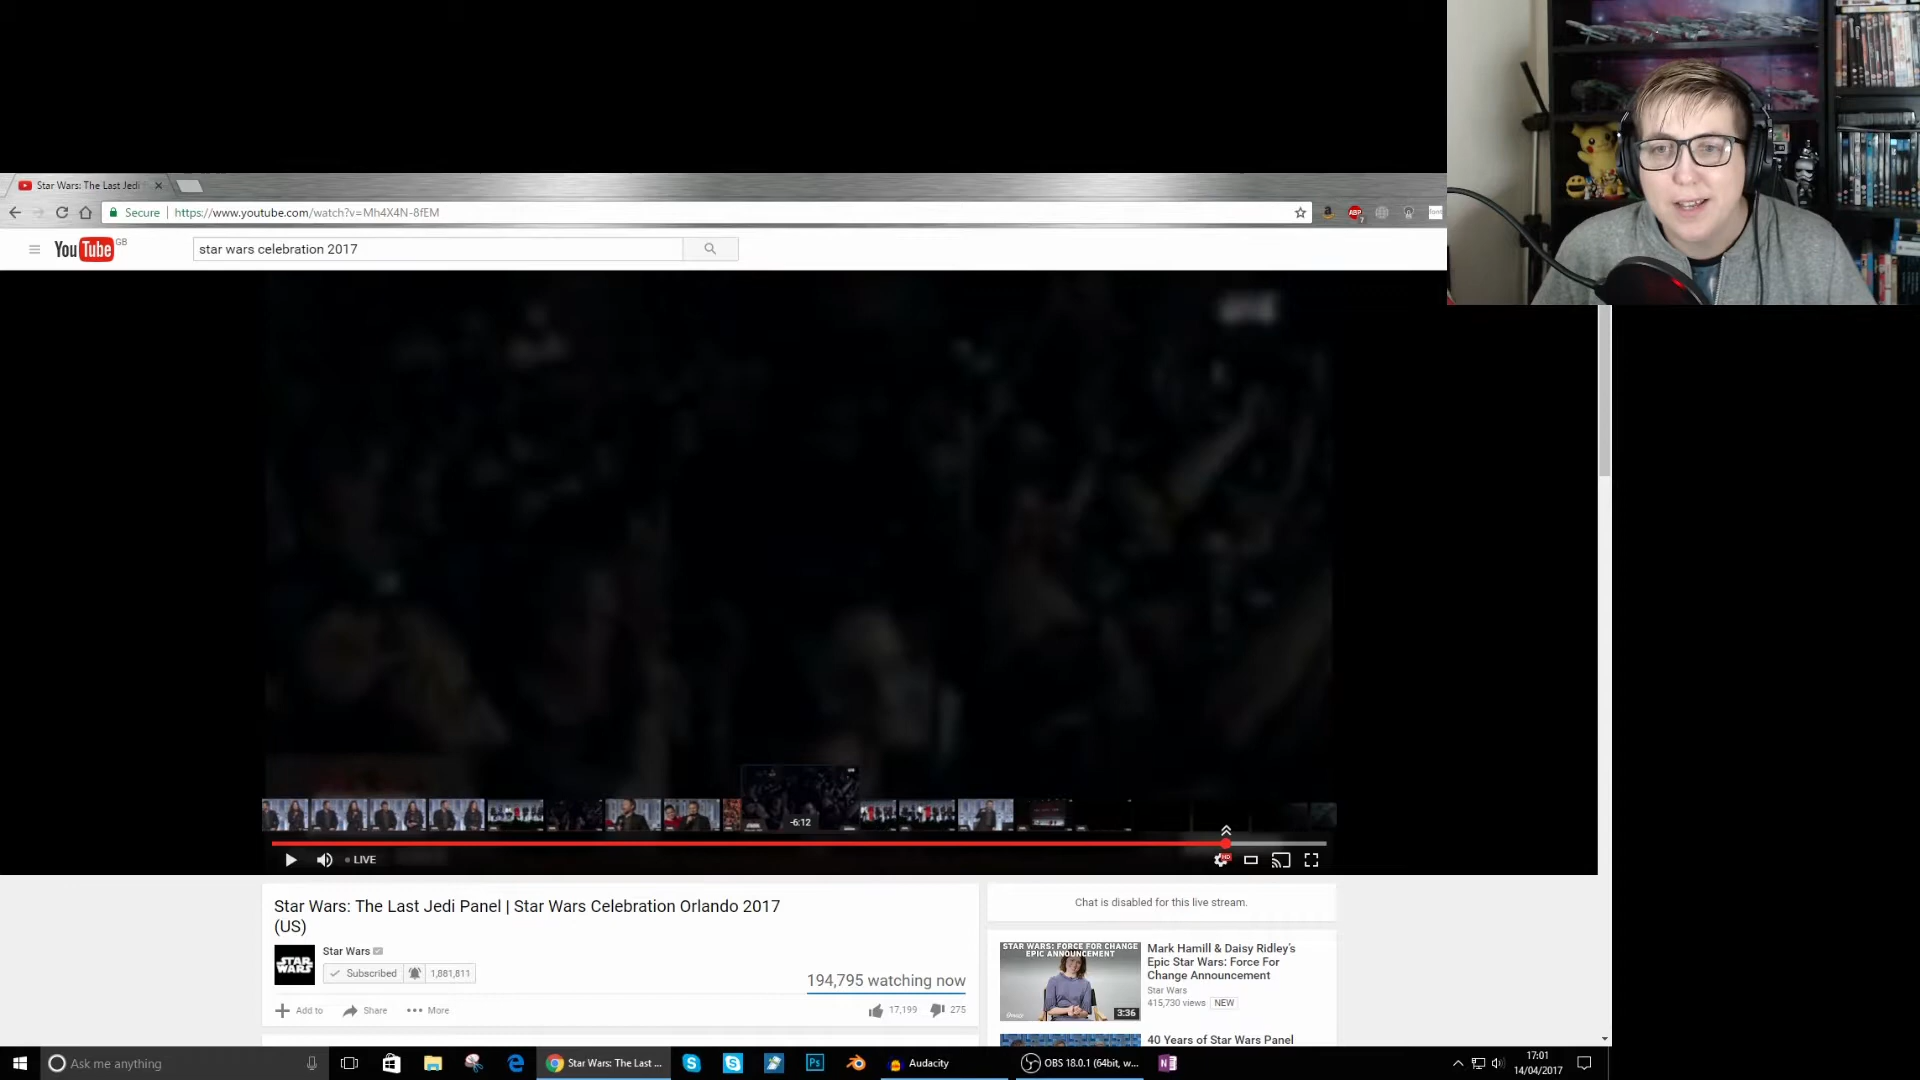 Star Wars: The Last Jedi
Secure
https://www.youtube.com/watch?v=Mh4X4N-8fEM
ABP
7
YouTube GB
star wars celebration 2017
-6:12
LIVE
HD
Star Wars: The Last Jedi Panel | Star Wars Celebration Orlando 2017
(US)
STAR WARS
Star Wars
Subscribed
1,881,811
194,795 watching now
Add to
Share
More
17,199
275
Chat is disabled for this live stream.
STAR WARS: FORCE FOR CHANGE
EPIC ANNOUNCEMENT
3:36
Mark Hamill & Daisy Ridley's
Epic Star Wars: Force For
Change Announcement
Star Wars
415,730 views
NEW
40 Years of Star Wars Panel
Ask me anything
Star Wars: The Last ...
Audacity
OBS 18.0.1 (64bit, w...
17:01
14/04/2017